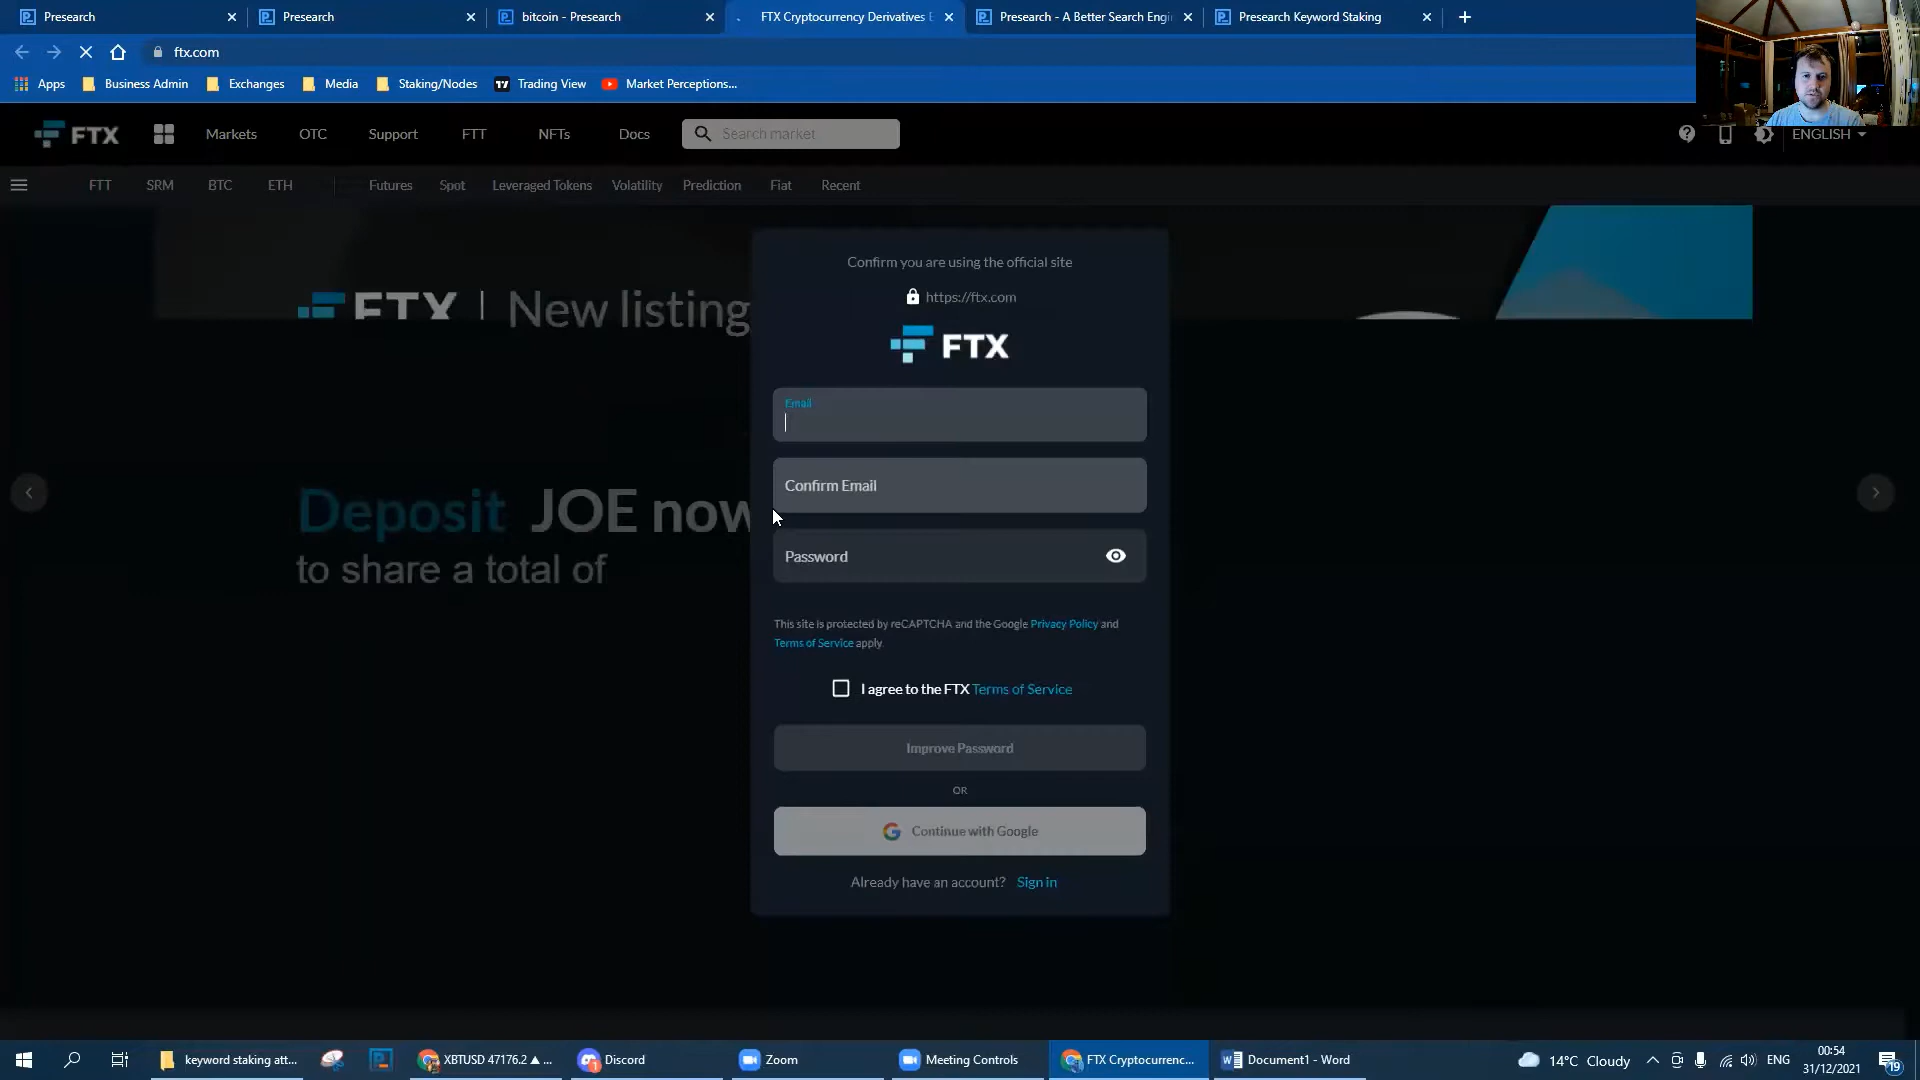 Presearch
Presearch
bitcoin - Presearch
FTX Cryptocurrency Derivatives E
Presearch - A Better Search Engi
Presearch Keyword Staking
ftx.com
Apps
Business Admin
Exchanges
Media
Staking/Nodes
Trading View
Market Perceptions...
FTX
Markets
OTC
Support
FTT
NFTs
Docs
Search market
ENGLISH
FTT
SRM
BTC
ETH
Futures
Spot
Leveraged Tokens
Volatility
Prediction
Fiat
Recent
FTX | New listing
Deposit JOE now
to share a total of
Confirm you are using the official site
https://ftx.com
FTX
Email
Confirm Email
Password
This site is protected by reCAPTCHA and the Google Privacy Policy and
Terms of Service apply.
I agree to the FTX Terms of Service
Improve Password
OR
Continue with Google
Already have an account? Sign in
keyword staking att...
XBTUSD 47176.2 ▲ ...
Discord
Zoom
Meeting Controls
FTX Cryptocurrenc...
Document1 - Word
14°C Cloudy
ENG
00:54
31/12/2021
19